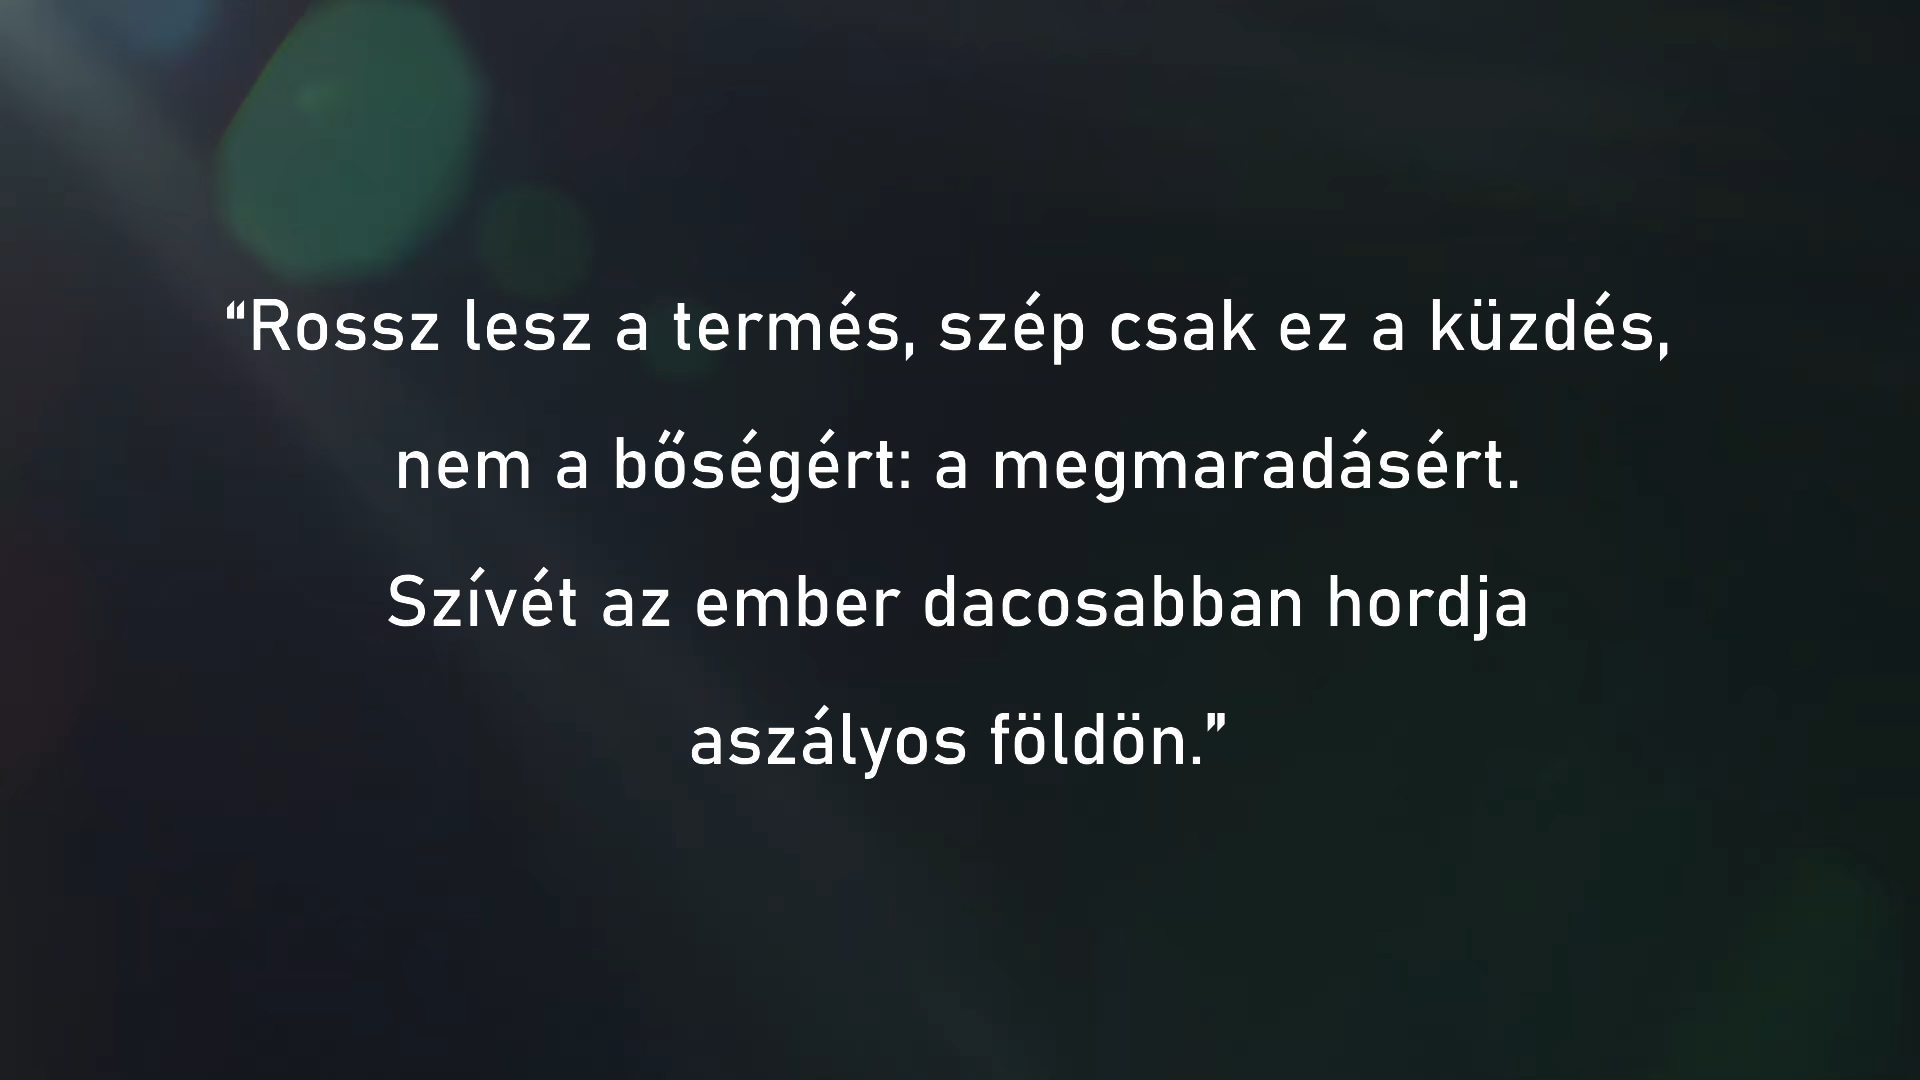 “Rossz lesz a termés, szép csak ez a küzdés,
nem a bőségért: a megmaradásért.
Szívét az ember dacosabban hordja
aszályos földön.”